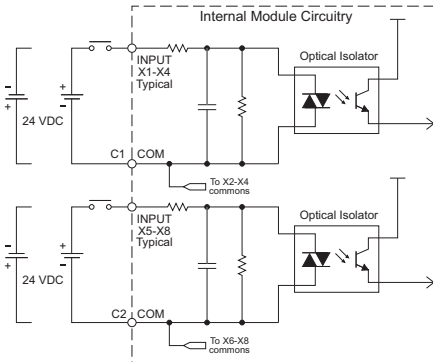 Internal Module Circuitry
INPUT
X1-X4
Typical
Optical Isolator
-
+
+
-
24 VDC
C1
COM
To X2-X4
commons
INPUT
X5-X8
Typical
Optical Isolator
-
+
+
-
24 VDC
C2
COM
To X6-X8
commons